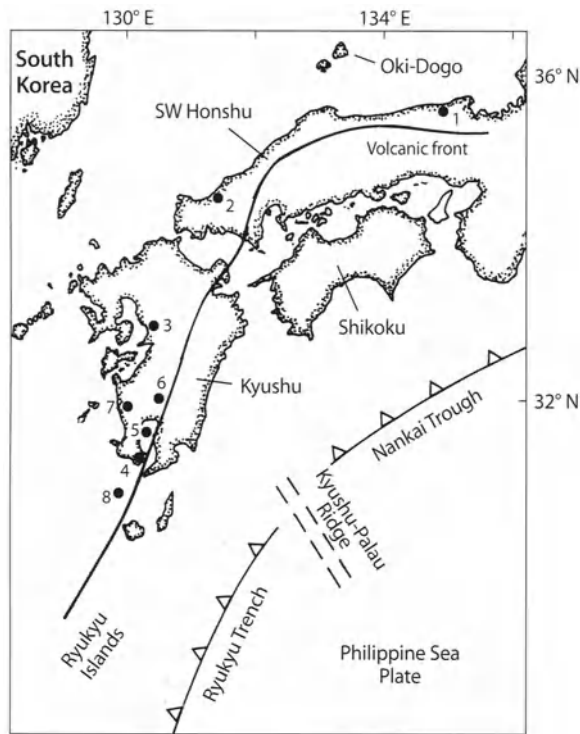 130° E
134° E
South
Korea
Oki-Dogo
36° N
SW Honshu
1
Volcanic front
2
Shikoku
3
Kyushu
6
7
32° N
5
4
Nankai Trough
8
Kyushu-Palau
Ridge
Ryukyu
Islands
Ryukyu Trench
Philippine Sea
Plate